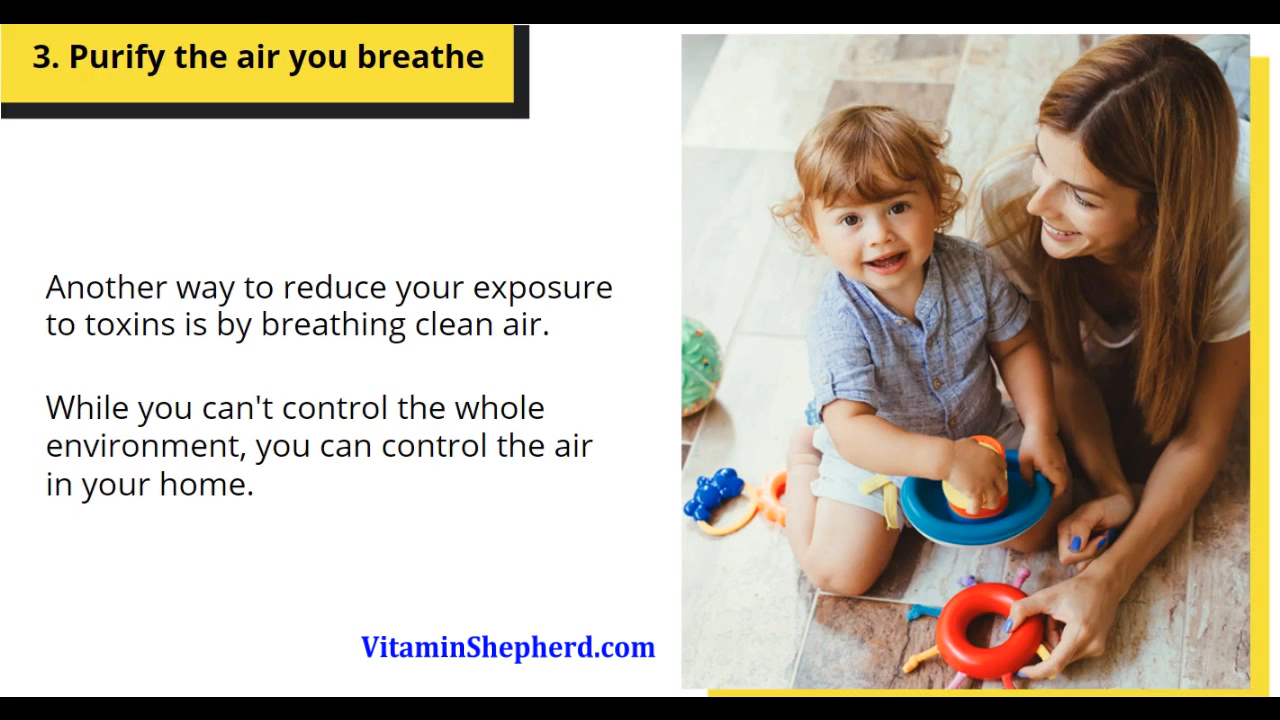 3. Purify the air you breathe
Another way to reduce your exposure
to toxins is by breathing clean air.
While you can't control the whole
environment, you can control the air
in your home.
VitaminShepherd.com